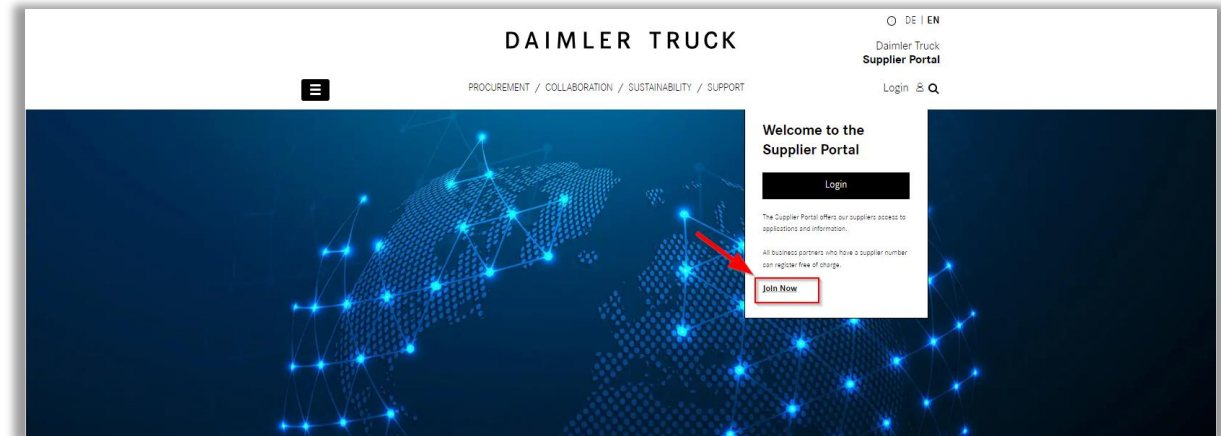 DE | EN
DAIMLER TRUCK
Daimler Truck
Supplier Portal
PROCUREMENT / COLLABORATION / SUSTAINABILITY / SUPPORT
Login
Welcome to the
Supplier Portal
Login
The Supplier Portal offers our suppliers access to
applications and information.
All business partners who have a supplier number
can register free of charge.
Join Now